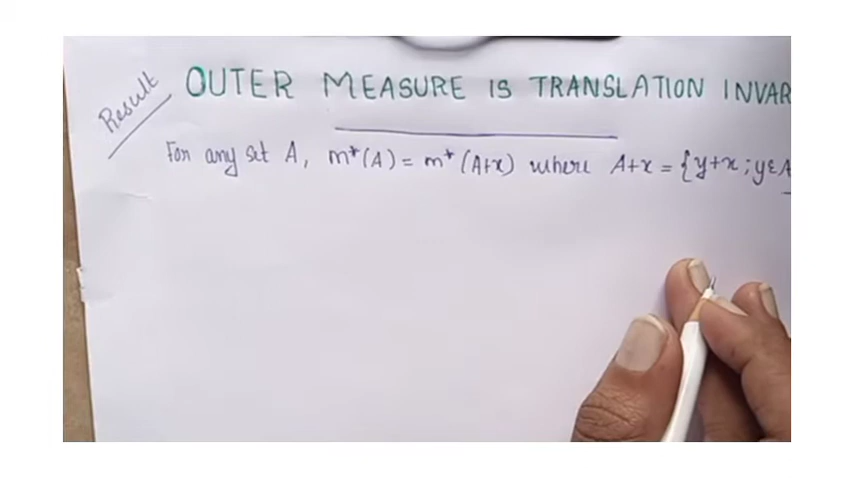 Result
OUTER MEASURE IS TRANSLATION INVAR
For any set A, m*(A) = m*(A+x) where A+x = {y+x ; y ε A